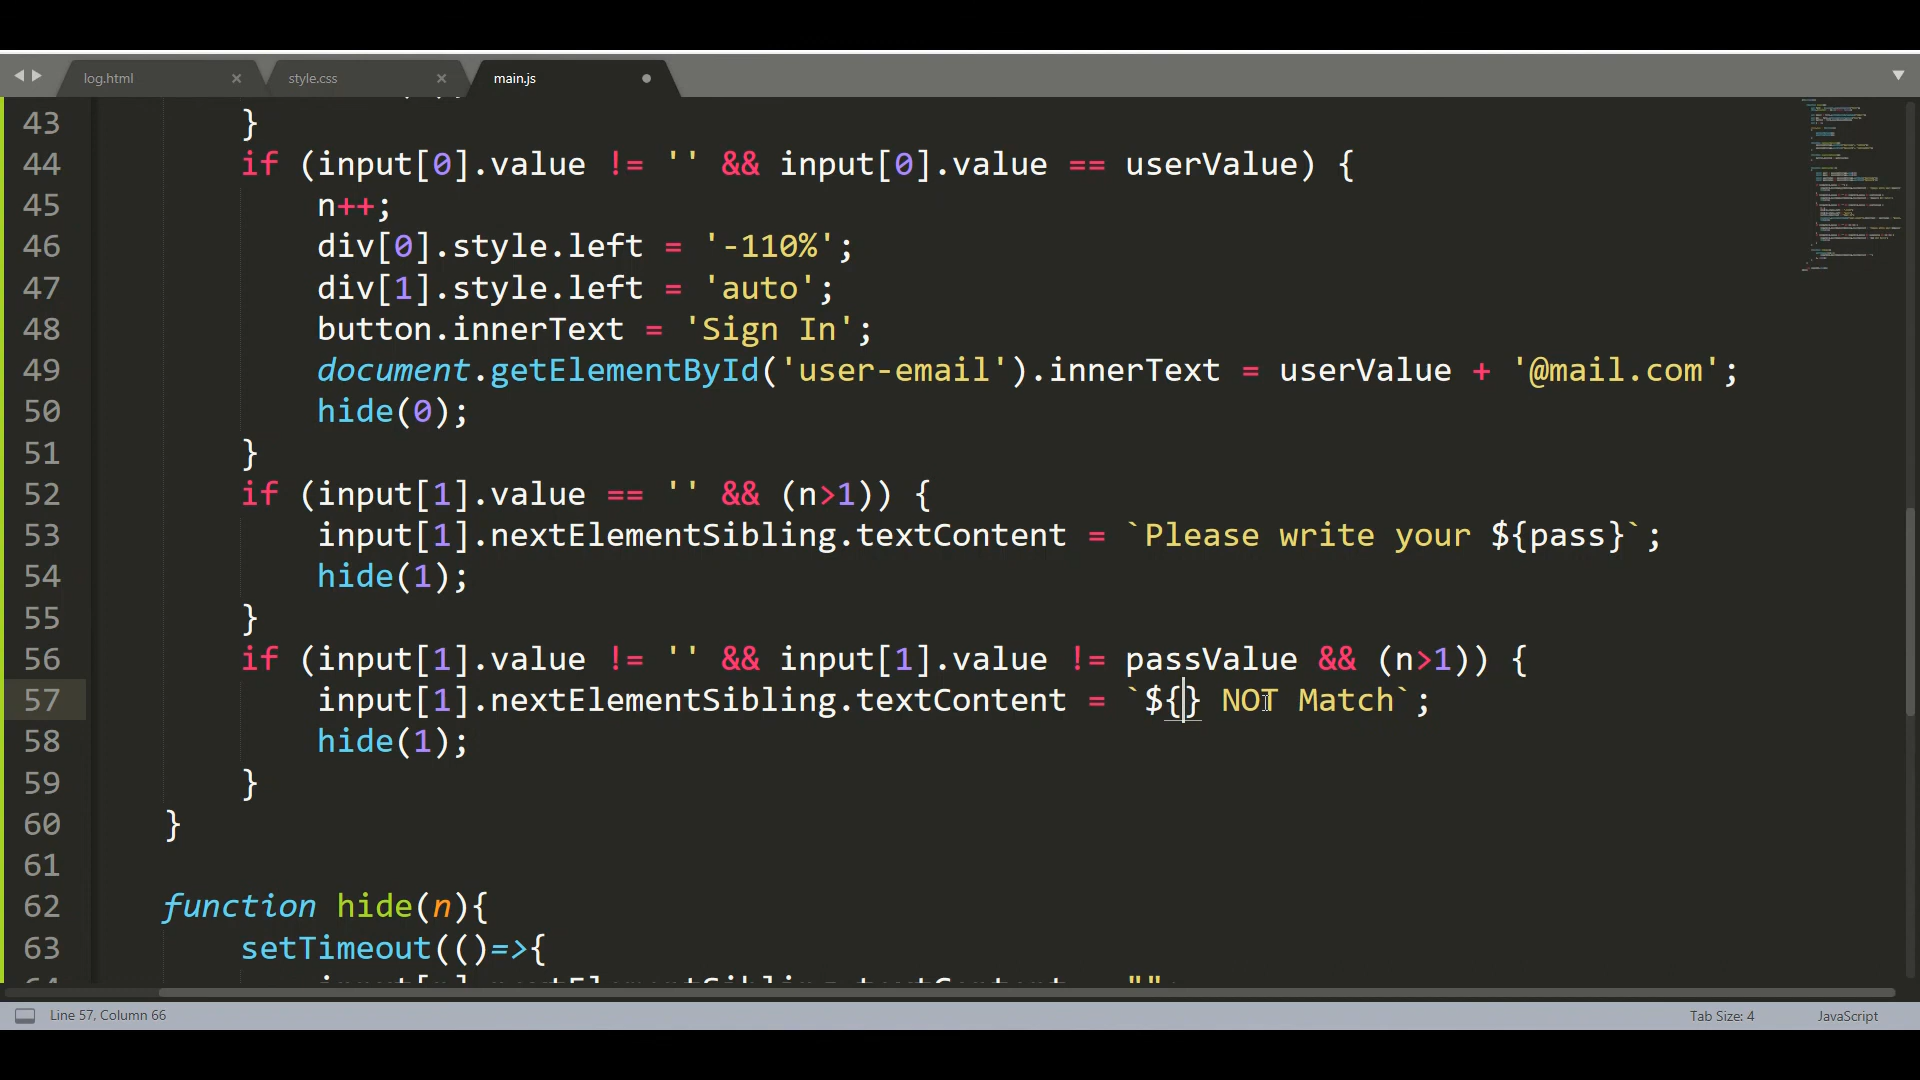 log.html × style.css × main.js
43 }
44 if (input[0].value != '' && input[0].value == userValue) {
45 n++;
46 div[0].style.left = '-110%';
47 div[1].style.left = 'auto';
48 button.innerText = 'Sign In';
49 document.getElementById('user-email').innerText = userValue + '@mail.com';
50 hide(0);
51 }
52 if (input[1].value == '' && (n>1)) {
53 input[1].nextElementSibling.textContent = `Please write your ${pass}`;
54 hide(1);
55 }
56 if (input[1].value != '' && input[1].value != passValue && (n>1)) {
57 input[1].nextElementSibling.textContent = `${} NOT Match`;
58 hide(1);
59 }
60 }
61
62 function hide(n){
63 setTimeout(()=>{
Line 57, Column 66 Tab Size: 4 JavaScript